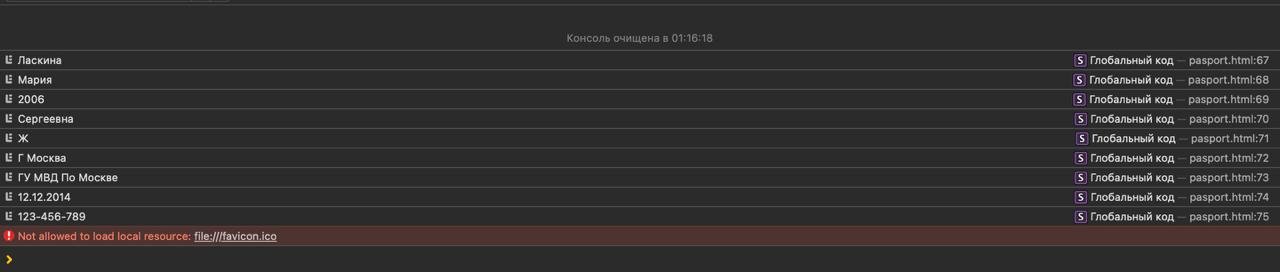 Консоль очищена в 01:16:18
Ласкина S Глобальный код — pasport.html:67
Мария S Глобальный код — pasport.html:68
2006 S Глобальный код — pasport.html:69
Сергеевна S Глобальный код — pasport.html:70
Ж S Глобальный код — pasport.html:71
Г Москва S Глобальный код — pasport.html:72
ГУ МВД По Москве S Глобальный код — pasport.html:73
12.12.2014 S Глобальный код — pasport.html:74
123-456-789 S Глобальный код — pasport.html:75
Not allowed to load local resource: file:///favicon.ico